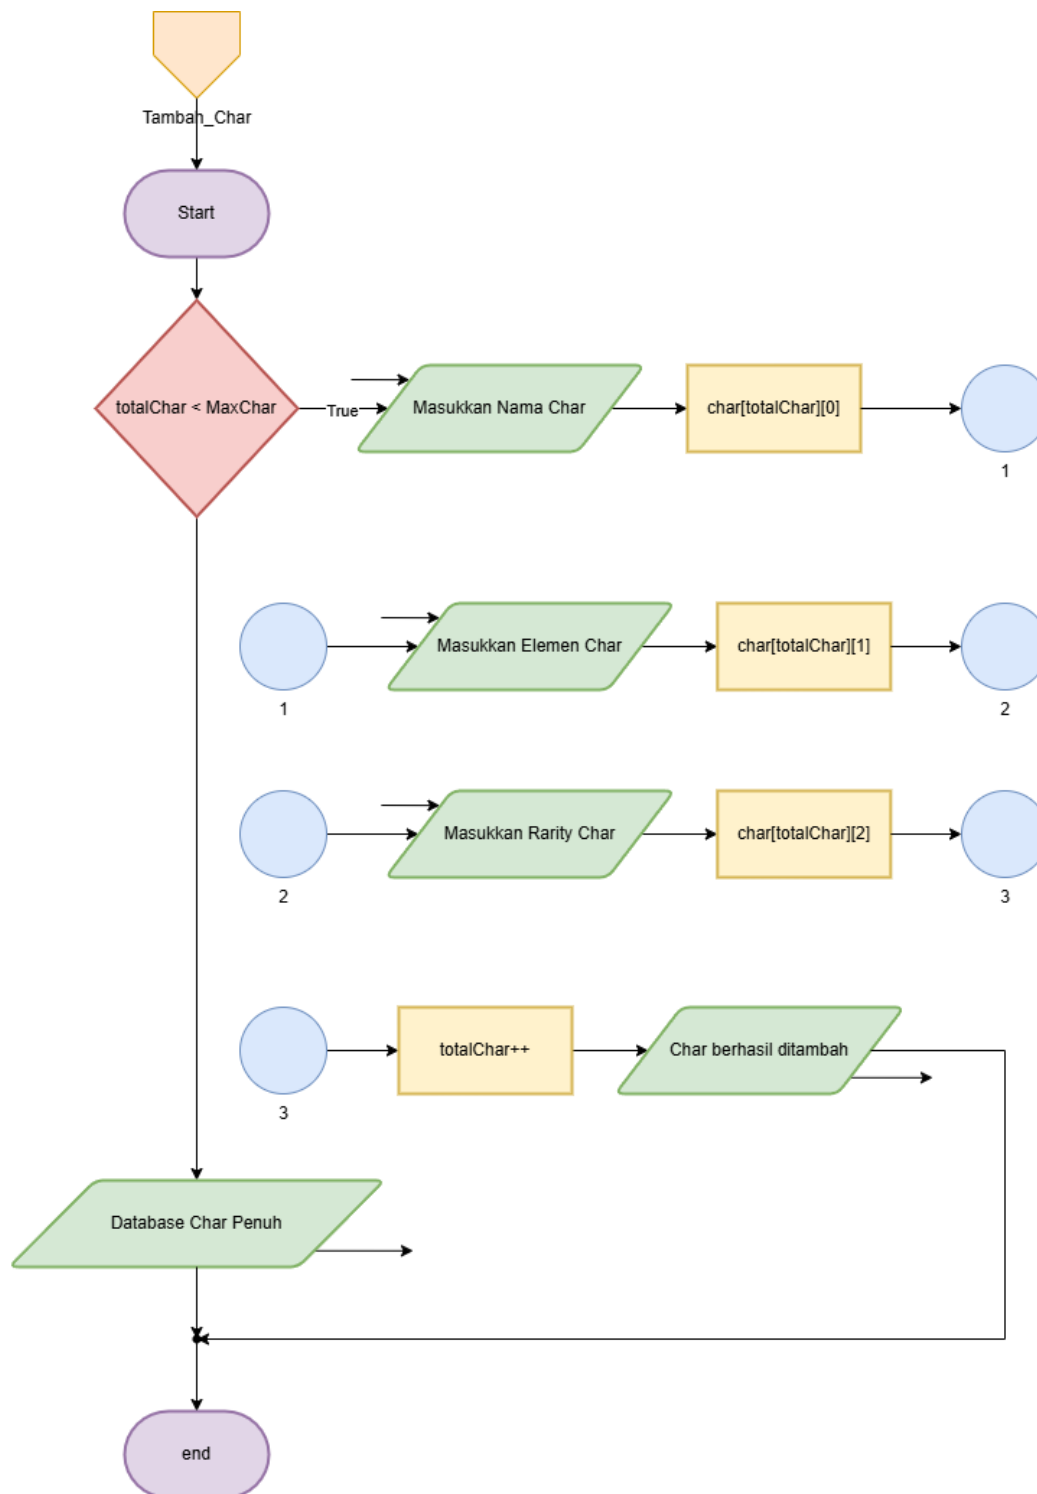 Tambah_Char
Start
totalChar < MaxChar
True
Masukkan Nama Char
char[totalChar][0]
1
Masukkan Elemen Char
char[totalChar][1]
1
2
Masukkan Rarity Char
char[totalChar][2]
2
3
totalChar++
Char berhasil ditambah
3
Database Char Penuh
end